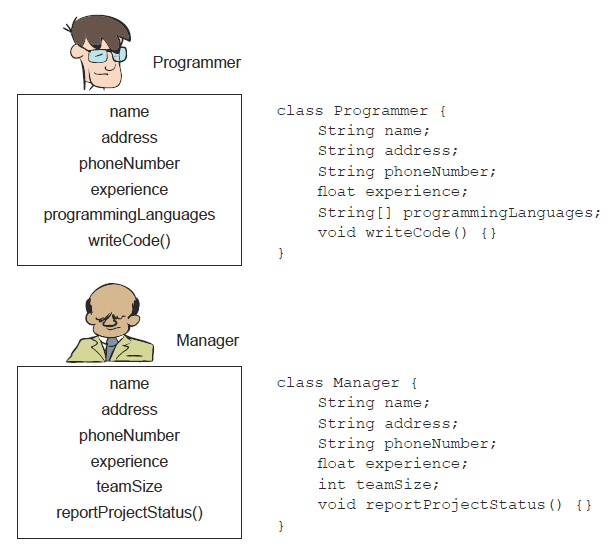 Programmer
name
address
phoneNumber
experience
programmingLanguages
writeCode()
class Programmer {
    String name;
    String address;
    String phoneNumber;
    float experience;
    String[] programmingLanguages;
    void writeCode() {}
}
Manager
name
address
phoneNumber
experience
teamSize
reportProjectStatus()
class Manager {
    String name;
    String address;
    String phoneNumber;
    float experience;
    int teamSize;
    void reportProjectStatus() {}
}